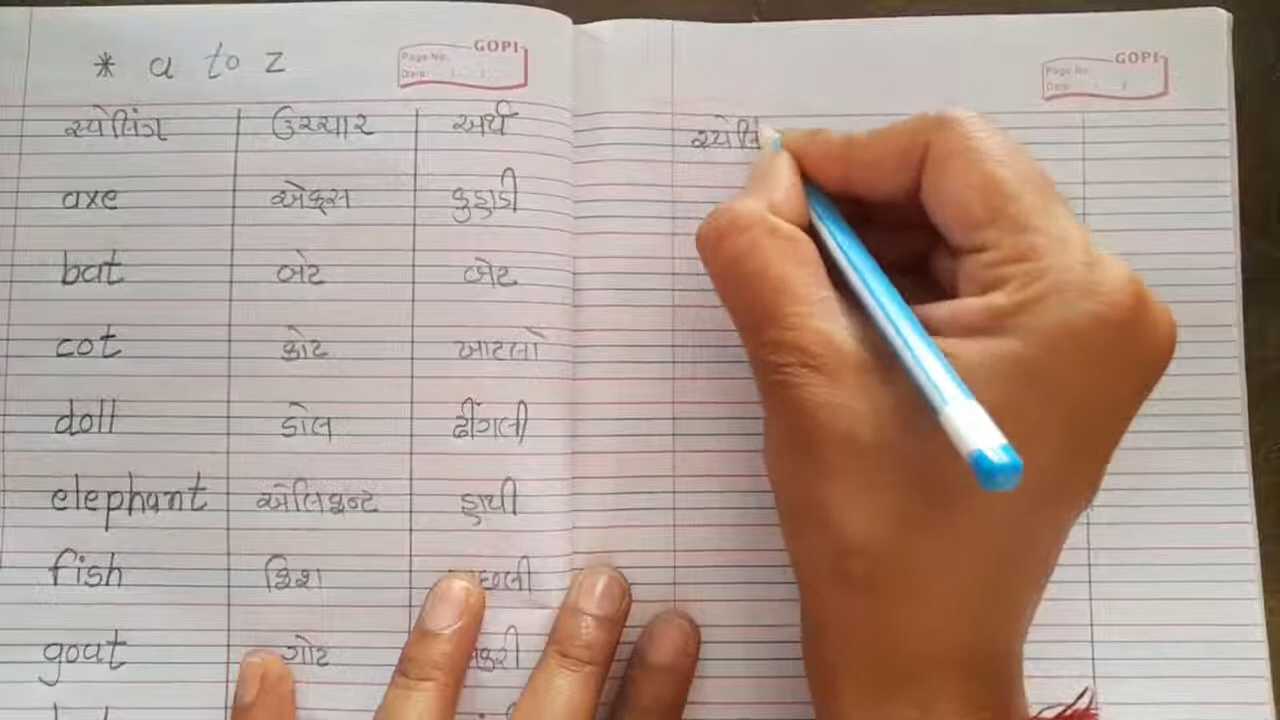 * a to z
GOPI
Page No.
Date
સ્પેલિંગ ઉચ્ચાર અર્થ
axe એક્સ કુહાડી
bat બેટ બેટ
cot કોટ ખાટલો
doll ડોલ ઢીંગલી
elephant એલિફન્ટ હાથી
fish ફિશ
goat ગોટ
GOPI
Page No
Date
સ્પેલિ